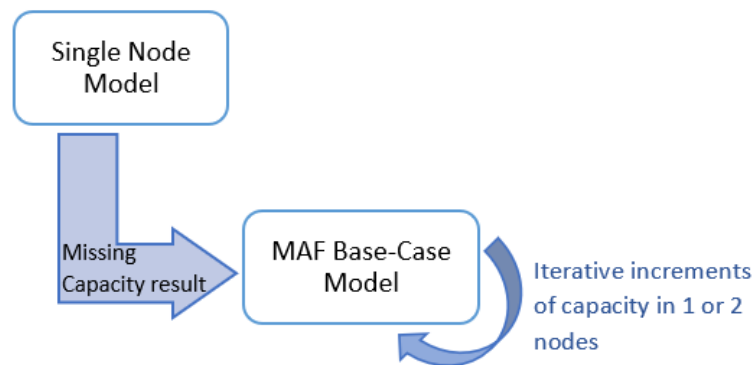 Single Node
Model
Missing
Capacity result
MAF Base-Case
Model
Iterative increments
of capacity in 1 or 2
nodes